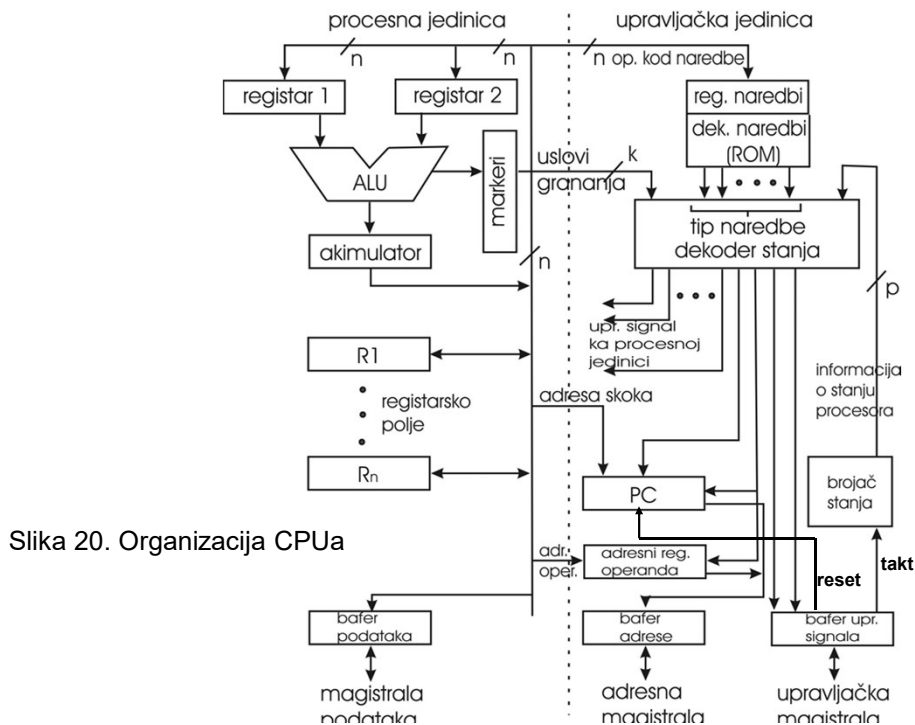 procesna jedinica
upravljačka jedinica
n
n
n
op. kod naredbe
registar 1
registar 2
reg. naredbi
dek. naredbi
(ROM)
ALU
markeri
uslovi
grananja
k
tip naredbe
dekoder stanja
akimulator
n
p
upr. signal
ka procesnoj
jedinici
R1
informacija
o stanju
procesora
registarsko
polje
adresa skoka
Rn
PC
brojač
stanja
Slika 20. Organizacija CPUa
adr.
oper.
adresni reg.
operanda
reset
takt
bafer
podataka
bafer
adrese
bafer upr.
signala
magistrala
podataka
adresna
magistrala
upravljačka
magistrala